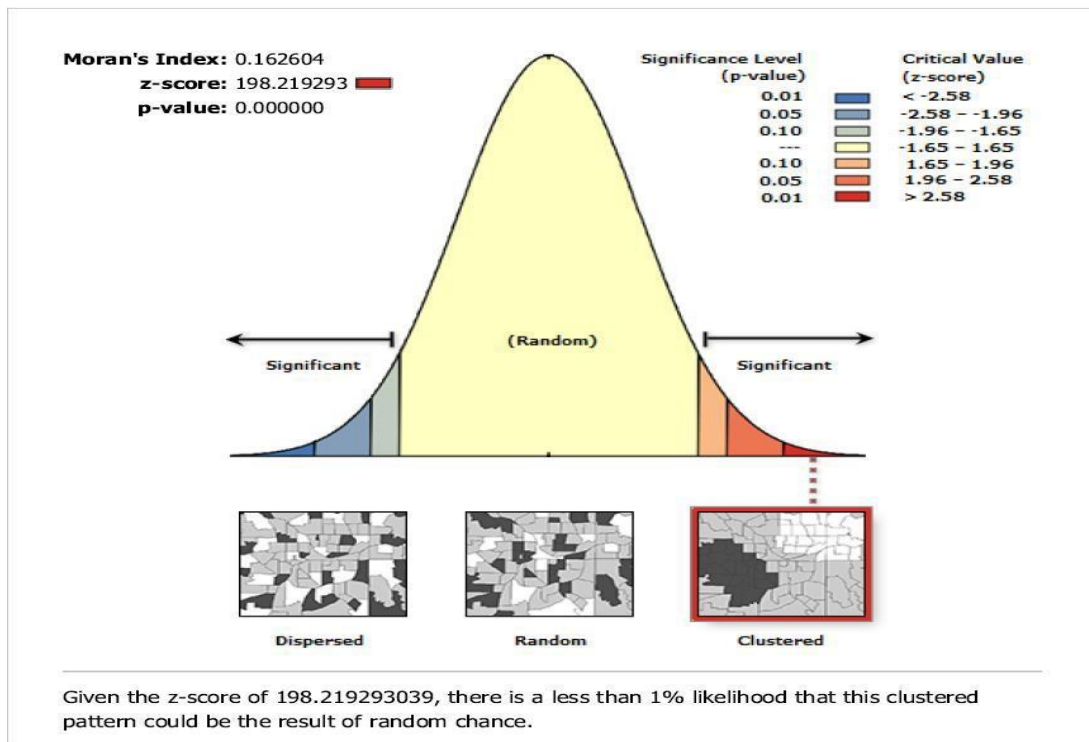 Moran's Index: 0.162604
z-score: 198.219293
p-value: 0.000000
Significance Level
(p-value)
Critical Value
(z-score)
0.01 < -2.58
0.05 -2.58 – -1.96
0.10 -1.96 – -1.65
--- -1.65 – 1.65
0.10 1.65 – 1.96
0.05 1.96 – 2.58
0.01 > 2.58
(Random)
Significant
Significant
Dispersed
Random
Clustered
Given the z-score of 198.219293039, there is a less than 1% likelihood that this clustered
pattern could be the result of random chance.